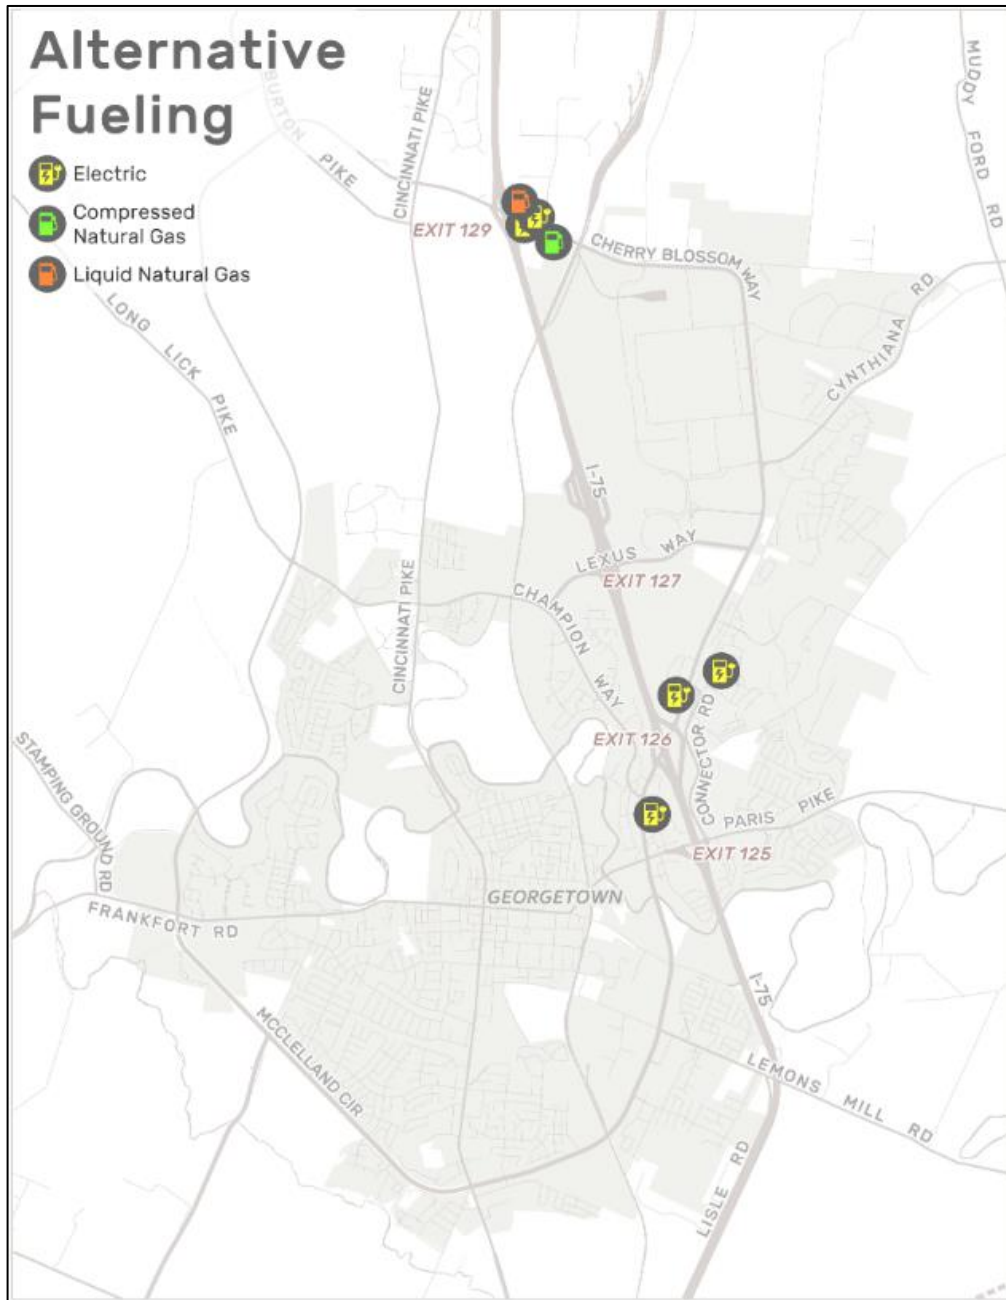 Alternative
Fueling
Electric
Compressed
Natural Gas
Liquid Natural Gas
BURTON
PIKE
CINCINNATI PIKE
MUDDY FORD RD
EXIT 129
CHERRY BLOSSOM WAY
CYNTHIANA RD
LONG LICK PIKE
I-75
LEXUS WAY
EXIT 127
CHAMPION WAY
CINCINNATI PIKE
EXIT 126
CONNECTOR RD
STAMPING GROUND RD
PARIS PIKE
EXIT 125
GEORGETOWN
FRANKFORT RD
I-75
MCCLELLAND CIR
LEMONS MILL RD
LISLE RD